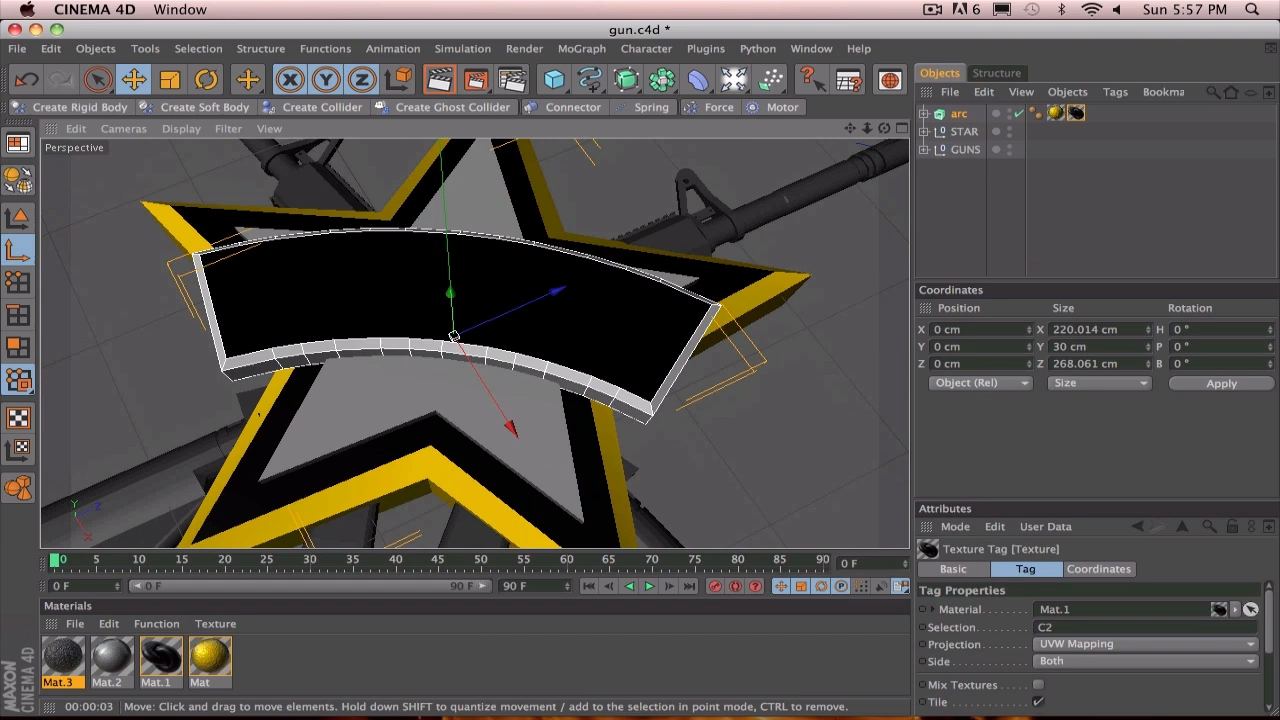 CINEMA 4D Window 6 Sun 5:57 PM
gun.c4d *
File Edit Objects Tools Selection Structure Functions Animation Simulation Render MoGraph Character Plugins Python Window Help
X Y Z
Objects Structure
File Edit View Objects Tags Bookma
Create Rigid Body Create Soft Body Create Collider Create Ghost Collider Connector Spring Force Motor
arc
STAR
GUNS
Edit Cameras Display Filter View
Perspective
Y Z X
Coordinates
Position Size Rotation
X 0 cm X 220.014 cm H 0 °
Y 0 cm Y 30 cm P 0 °
Z 0 cm Z 268.061 cm B 0 °
Object (Rel) Size Apply
Attributes
Mode Edit User Data
Texture Tag [Texture]
Basic Tag Coordinates
Tag Properties
Material Mat.1
Selection C2
Projection UVW Mapping
Side Both
Mix Textures
Tile
0 5 10 15 20 25 30 35 40 45 50 55 60 65 70 75 80 85 90 0 F
0 F 0 F 90 F 90 F
Materials
File Edit Function Texture
Mat.3 Mat.2 Mat.1 Mat
MAXON
CINEMA 4D
00:00:03 Move: Click and drag to move elements. Hold down SHIFT to quantize movement / add to the selection in point mode, CTRL to remove.